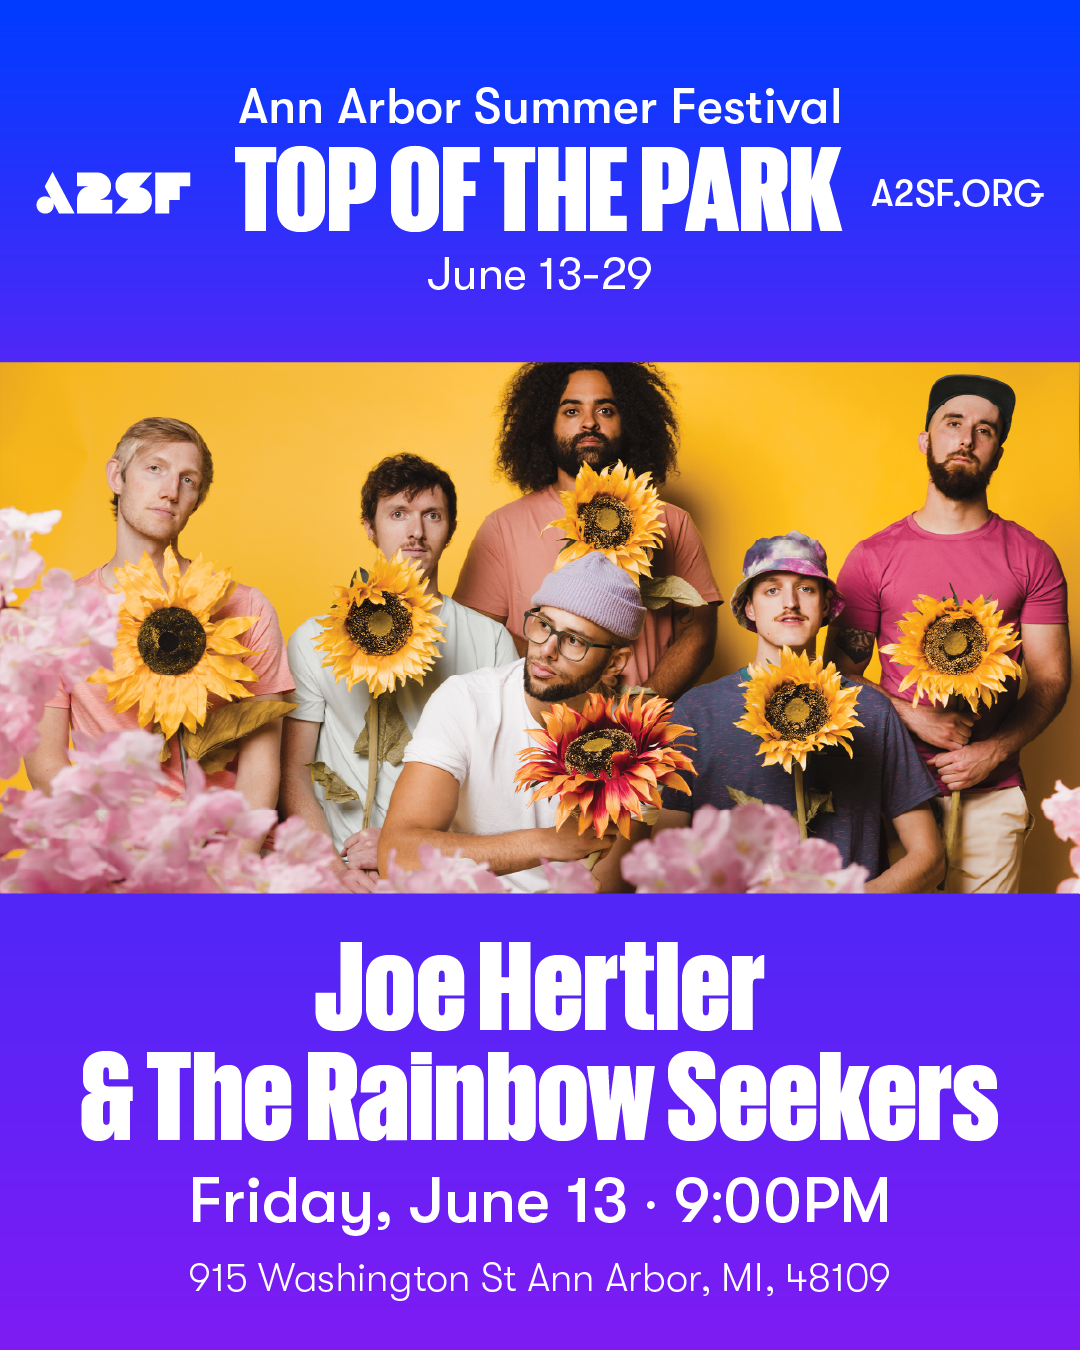 Ann Arbor Summer Festival
A2SF
TOP OF THE PARK
A2SF.ORG
June 13-29
Joe Hertler
& The Rainbow Seekers
Friday, June 13 · 9:00PM
915 Washington St Ann Arbor, MI, 48109